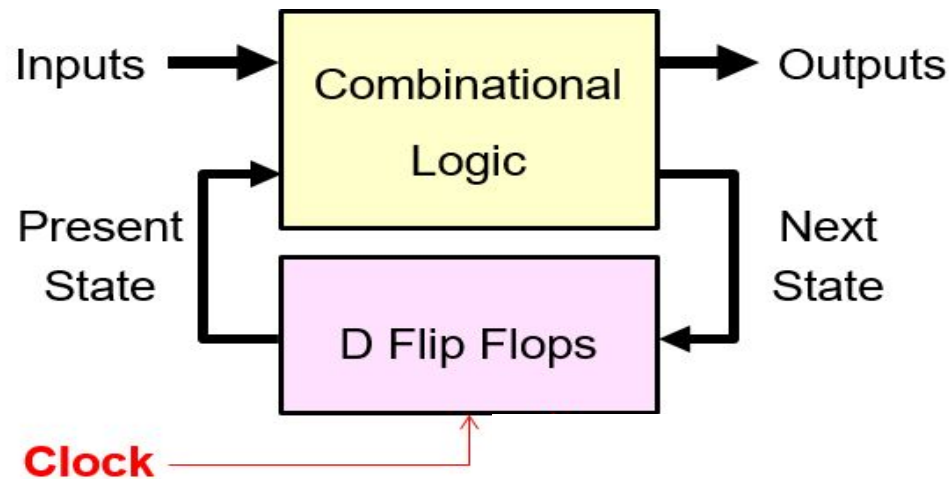 Inputs
Combinational
Logic
Outputs
Present
State
Next
State
D Flip Flops
Clock